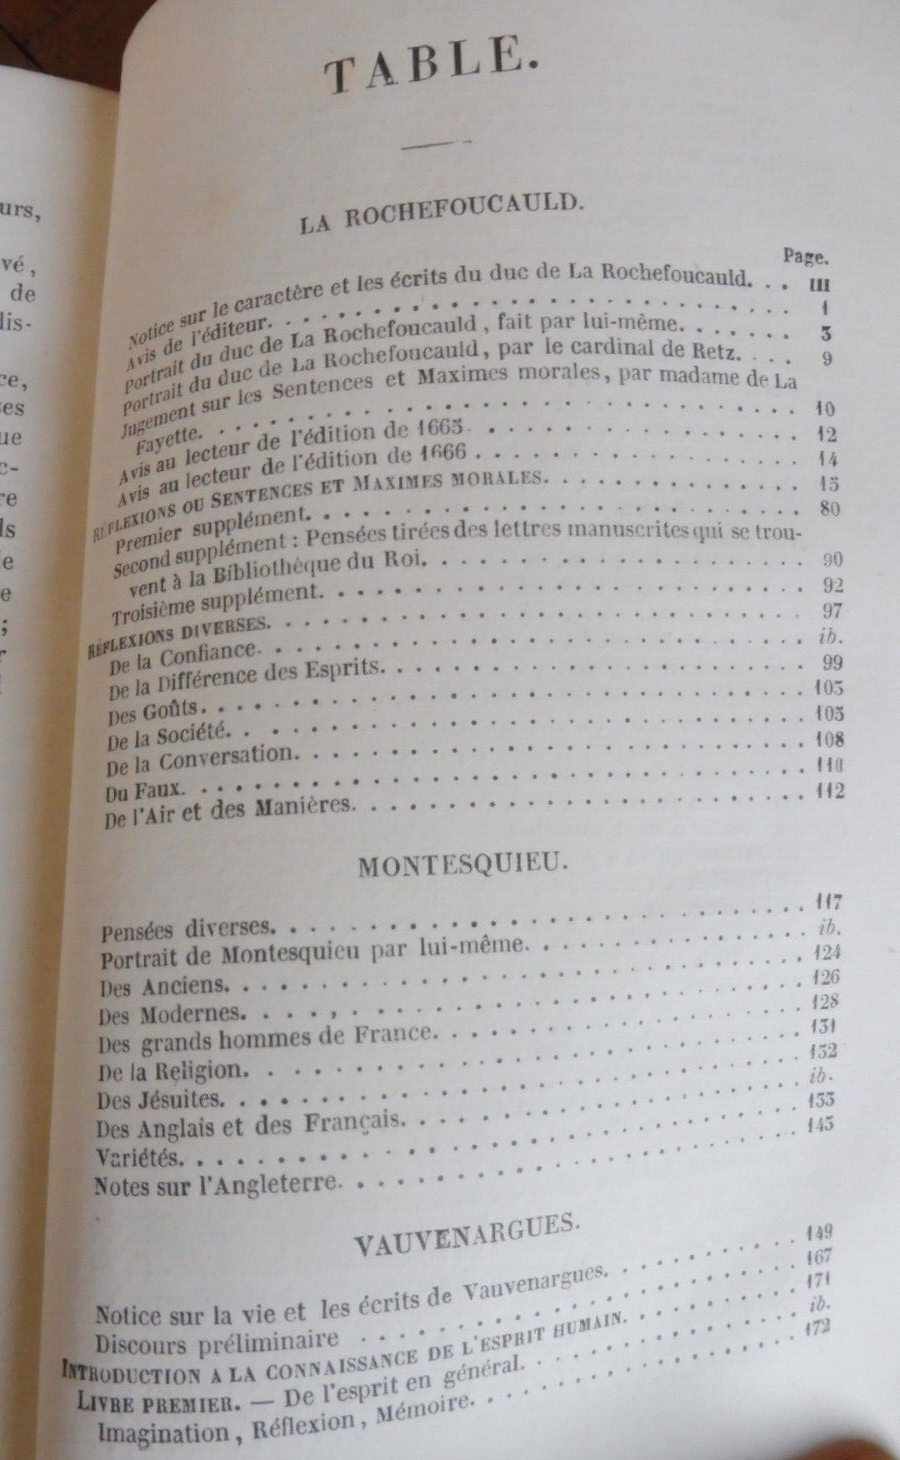 urs,
vé,
de
dis-
ce,
es
ue
c-
re
ls
e
e
;
r
TABLE.
LA ROCHEFOUCAULD.
Page.
Notice sur le caractère et les écrits du duc de La Rochefoucauld. . . III
Avis de l'éditeur. . . . . . . . . . . . . . . . . . . . 1
Portrait du duc de La Rochefoucauld, fait par lui-même. . . . . . . 3
Portrait du duc de La Rochefoucauld, par le cardinal de Retz. . . . 9
Jugement sur les Sentences et Maximes morales, par madame de La
Fayette. . . . . . . . . . . . . . . . . . . . . . . 10
Avis au lecteur de l'édition de 1665. . . . . . . . . . . . . . 12
Avis au lecteur de l'édition de 1666 . . . . . . . . . . . . . . 14
RÉFLEXIONS OU SENTENCES ET MAXIMES MORALES. . . . . . . . . . . . 15
Premier supplément. . . . . . . . . . . . . . . . . . . . 80
Second supplément : Pensées tirées des lettres manuscrites qui se trou-
vent à la Bibliothèque du Roi. . . . . . . . . . . . . . . . 90
Troisième supplément. . . . . . . . . . . . . . . . . . . . 92
RÉFLEXIONS DIVERSES. . . . . . . . . . . . . . . . . . . . . 97
De la Confiance. . . . . . . . . . . . . . . . . . . . . . ib.
De la Différence des Esprits. . . . . . . . . . . . . . . . . 99
Des Goûts. . . . . . . . . . . . . . . . . . . . . . . . 103
De la Société. . . . . . . . . . . . . . . . . . . . . . . 105
De la Conversation. . . . . . . . . . . . . . . . . . . . . 108
Du Faux. . . . . . . . . . . . . . . . . . . . . . . . . 110
De l'Air et des Manières. . . . . . . . . . . . . . . . . . 112
MONTESQUIEU.
Pensées diverses. . . . . . . . . . . . . . . . . . . . . 117
Portrait de Montesquieu par lui-même. . . . . . . . . . . . . ib.
Des Anciens. . . . . . . . . . . . . . . . . . . . . . . 124
Des Modernes. . . . . . . . . . . . . . . . . . . . . . . 126
Des grands hommes de France. . . . . . . . . . . . . . . . . 128
De la Religion. . . . . . . . . . . . . . . . . . . . . . 131
Des Jésuites. . . . . . . . . . . . . . . . . . . . . . . 132
Des Anglais et des Français. . . . . . . . . . . . . . . . . ib.
Variétés. . . . . . . . . . . . . . . . . . . . . . . . . 133
Notes sur l'Angleterre. . . . . . . . . . . . . . . . . . . 143
VAUVENARGUES.
Notice sur la vie et les écrits de Vauvenargues. . . . . . . . . 149
Discours préliminaire . . . . . . . . . . . . . . . . . . . 167
INTRODUCTION A LA CONNAISSANCE DE L'ESPRIT HUMAIN. . . . . . . . . 171
LIVRE PREMIER. — De l'esprit en général. . . . . . . . . . . . ib.
Imagination, Réflexion, Mémoire. . . . . . . . . . . . . . . 172